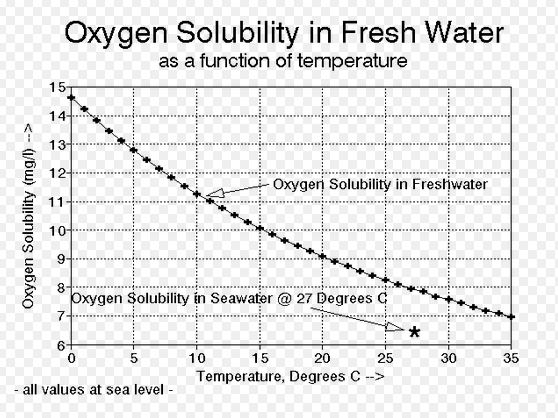 Oxygen Solubility in Fresh Water
as a function of temperature
Oxygen Solubility (mg/l) -->
15
14
13
12
11
10
9
8
7
6
Oxygen Solubility in Freshwater
Oxygen Solubility in Seawater @ 27 Degrees C
0 5 10 15 20 25 30 35
Temperature, Degrees C -->
- all values at sea level -